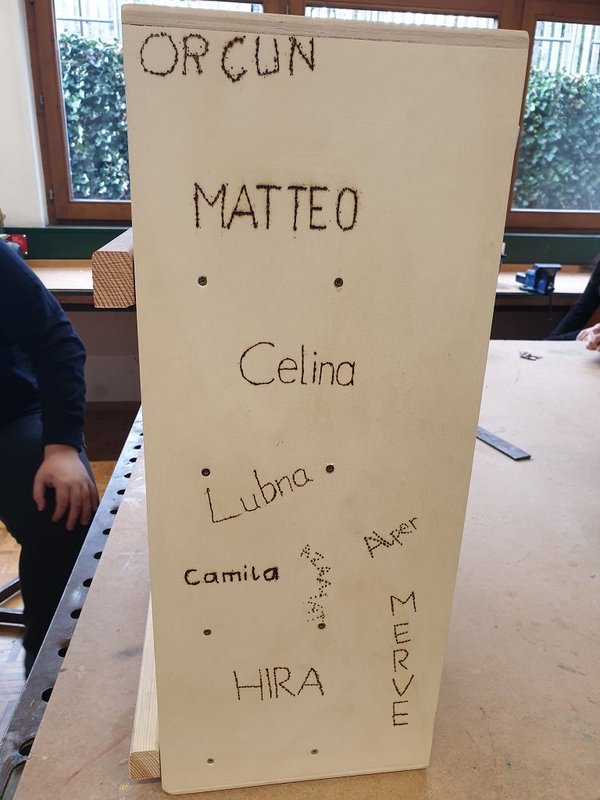 ORCUN
MATTEO
Celina
Lubna
Alper
Camila
MERVE
HIRA